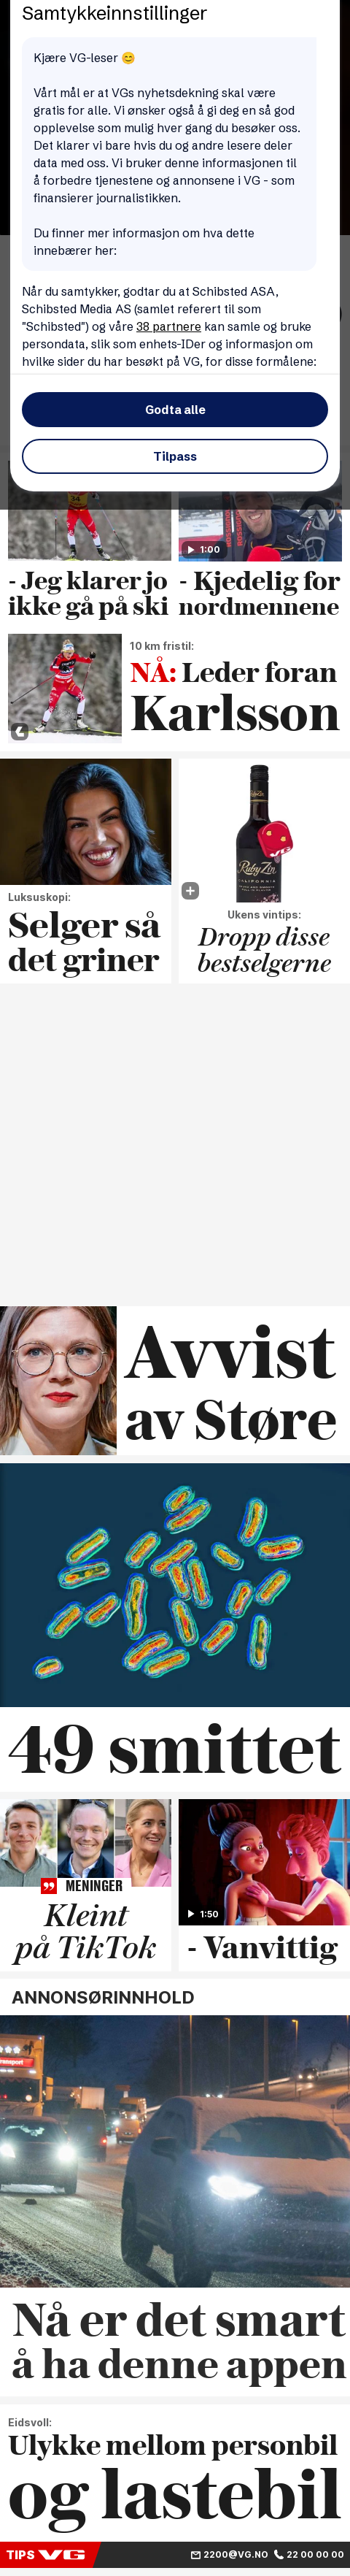 Samtykkeinnstillinger
Kjære VG-leser 😊
Vårt mål er at VGs nyhetsdekning skal være
gratis for alle. Vi ønsker også å gi deg en så god
opplevelse som mulig hver gang du besøker oss.
Det klarer vi bare hvis du og andre lesere deler
data med oss. Vi bruker denne informasjonen til
å forbedre tjenestene og annonsene i VG - som
finansierer journalistikken.
Du finner mer informasjon om hva dette
innebærer her:
Når du samtykker, godtar du at Schibsted ASA,
Schibsted Media AS (samlet referert til som
"Schibsted") og våre 38 partnere kan samle og bruke
persondata, slik som enhets-IDer og informasjon om
hvilke sider du har besøkt på VG, for disse formålene:
Godta alle
Tilpass
1:00
- Jeg klarer jo
ikke gå på ski
- Kjedelig for
nordmennene
10 km fristil:
NÅ: Leder foran
Karlsson
Luksuskopi:
Selger så
det griner
Ruby Zin
CALIFORNIA
VG
Ukens vintips:
Dropp disse
bestselgerne
Avvist
av Støre
49 smittet
MENINGER
Kleint
på TikTok
1:50
- Vanvittig
ANNONSØRINNHOLD
Nå er det smart
å ha denne appen
Eidsvoll:
Ulykke mellom personbil
og lastebil
TIPS VG 2200@VG.NO 22 00 00 00